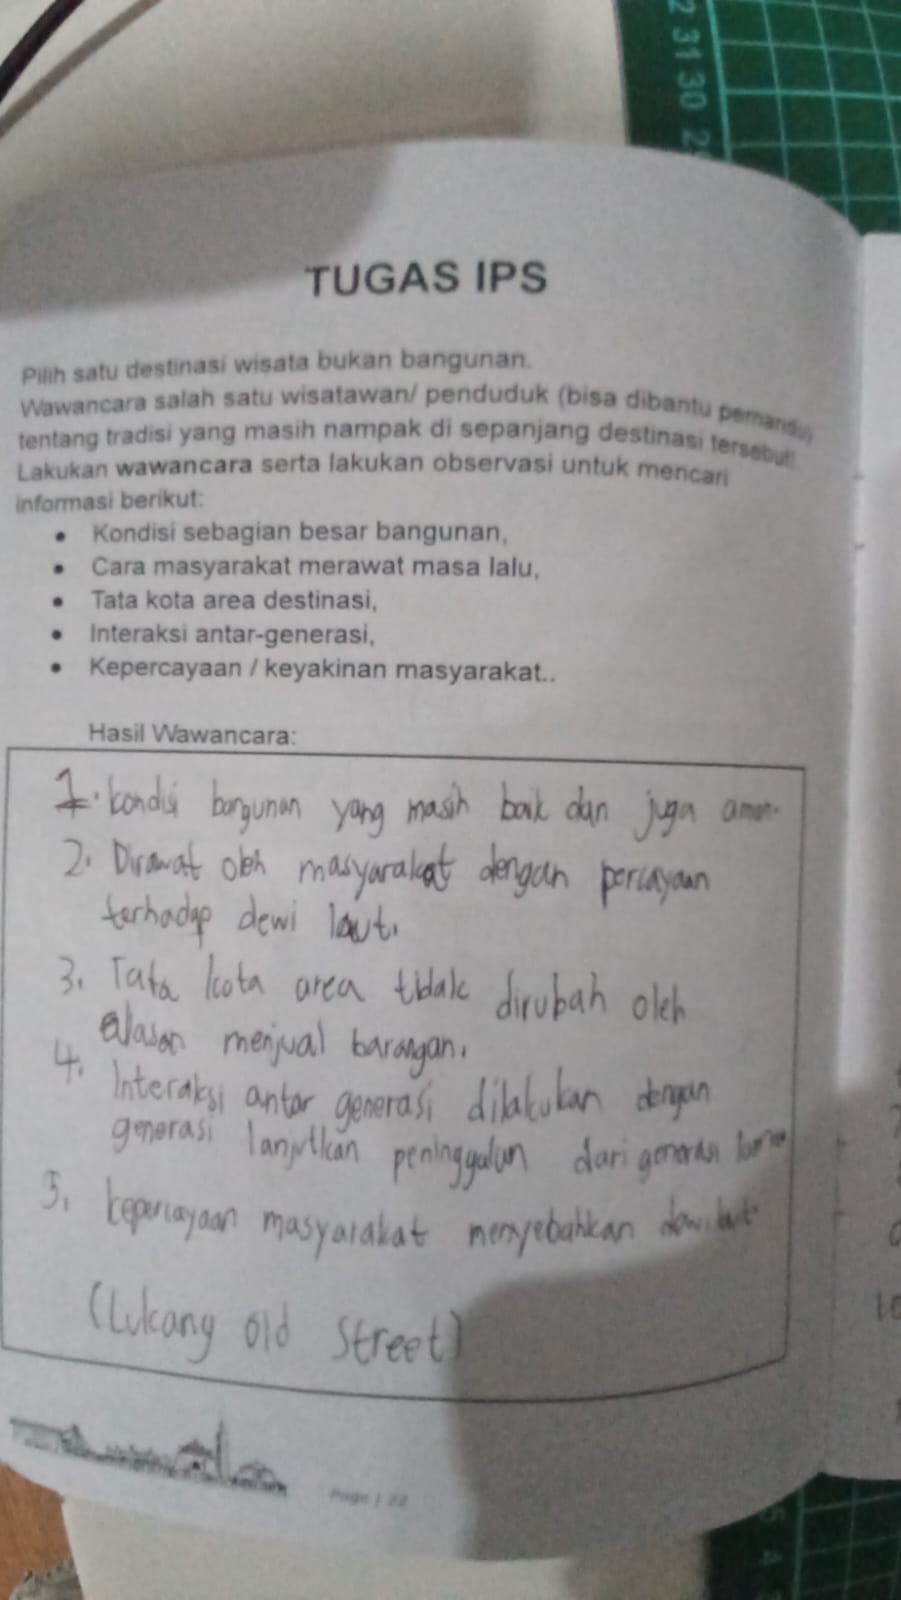 2 31 30 2
TUGAS IPS
Pilih satu destinasi wisata bukan bangunan.
Wawancara salah satu wisatawan/ penduduk (bisa dibantu pemandu)
tentang tradisi yang masih nampak di sepanjang destinasi tersebut!
Lakukan wawancara serta lakukan observasi untuk mencari
informasi berikut:
• Kondisi sebagian besar bangunan,
• Cara masyarakat merawat masa lalu,
• Tata kota area destinasi,
• Interaksi antar-generasi,
• Kepercayaan / keyakinan masyarakat..
Hasil Wawancara:
1. kondisi bangunan yang masih baik dan juga aman.
2. Dirawat oleh masyarakat dengan percayaan
terhadap dewi laut.
3. Tata kota area tidak dirubah oleh
alasan menjual barangan.
4. Interaksi antar generasi dilakukan dengan
generasi lanjutkan peninggalan dari generasi lama
5. kepercayaan masyarakat menyebahkan dewi laut.
(Lukang Old Street)
Page | 22
5 4